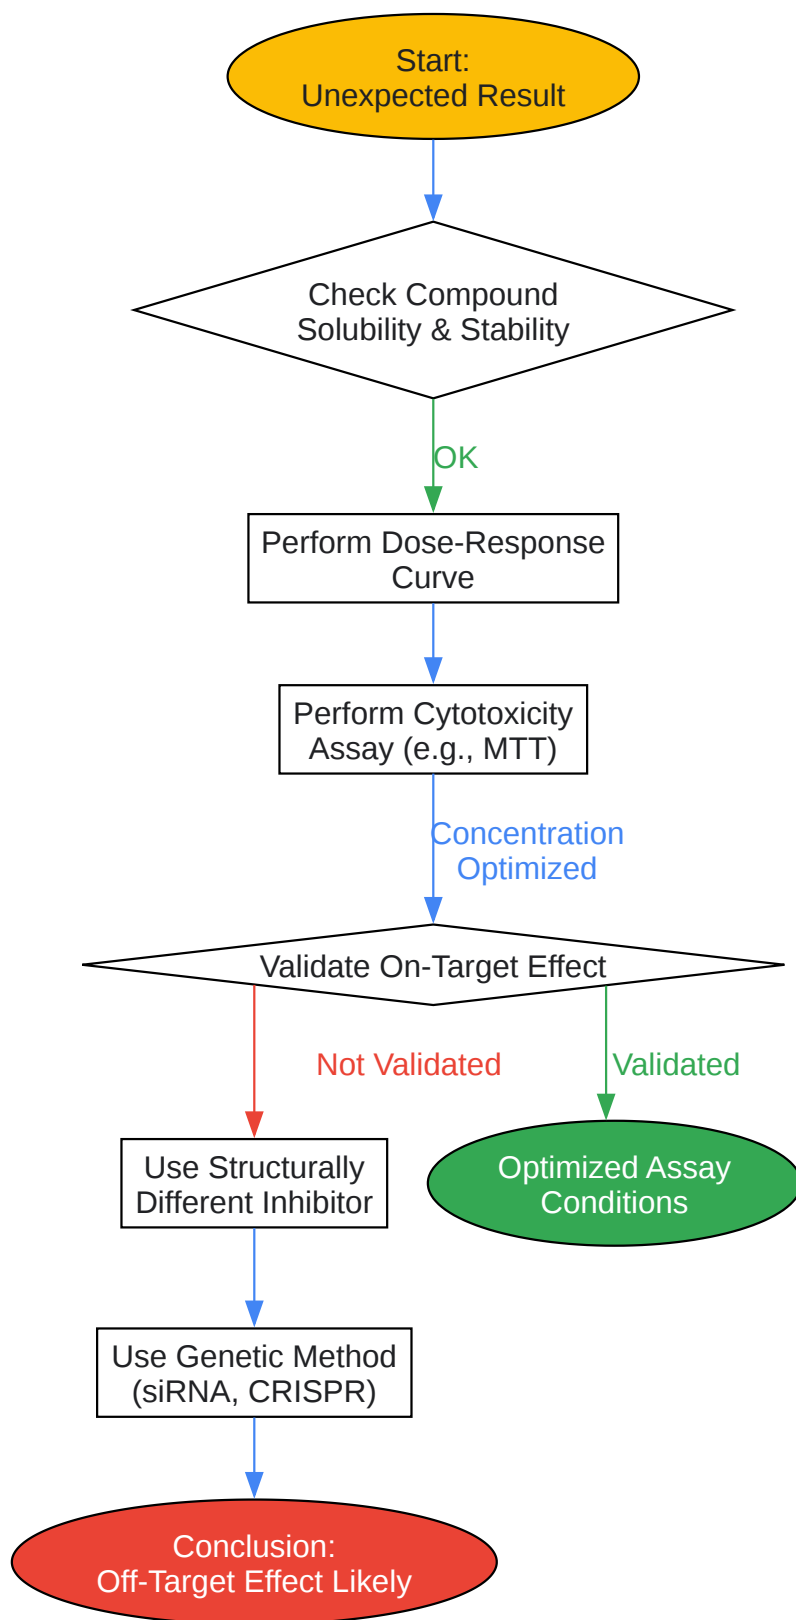 Start:
Unexpected Result
Check Compound
Solubility & Stability
OK
Perform Dose-Response
Curve
Perform Cytotoxicity
Assay (e.g., MTT)
Concentration
Optimized
Validate On-Target Effect
Not Validated
Validated
Use Structurally
Different Inhibitor
Optimized Assay
Conditions
Use Genetic Method
(siRNA, CRISPR)
Conclusion:
Off-Target Effect Likely